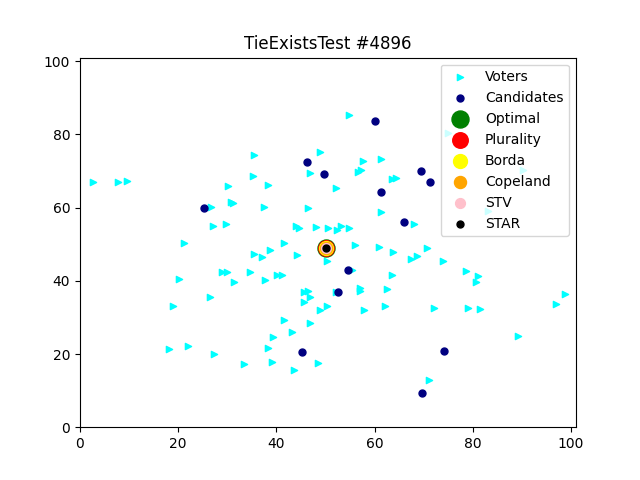 TieExistsTest #4896
100
80
60
40
20
0
0
20
40
60
80
100
Voters
Candidates
Optimal
Plurality
Borda
Copeland
STV
STAR